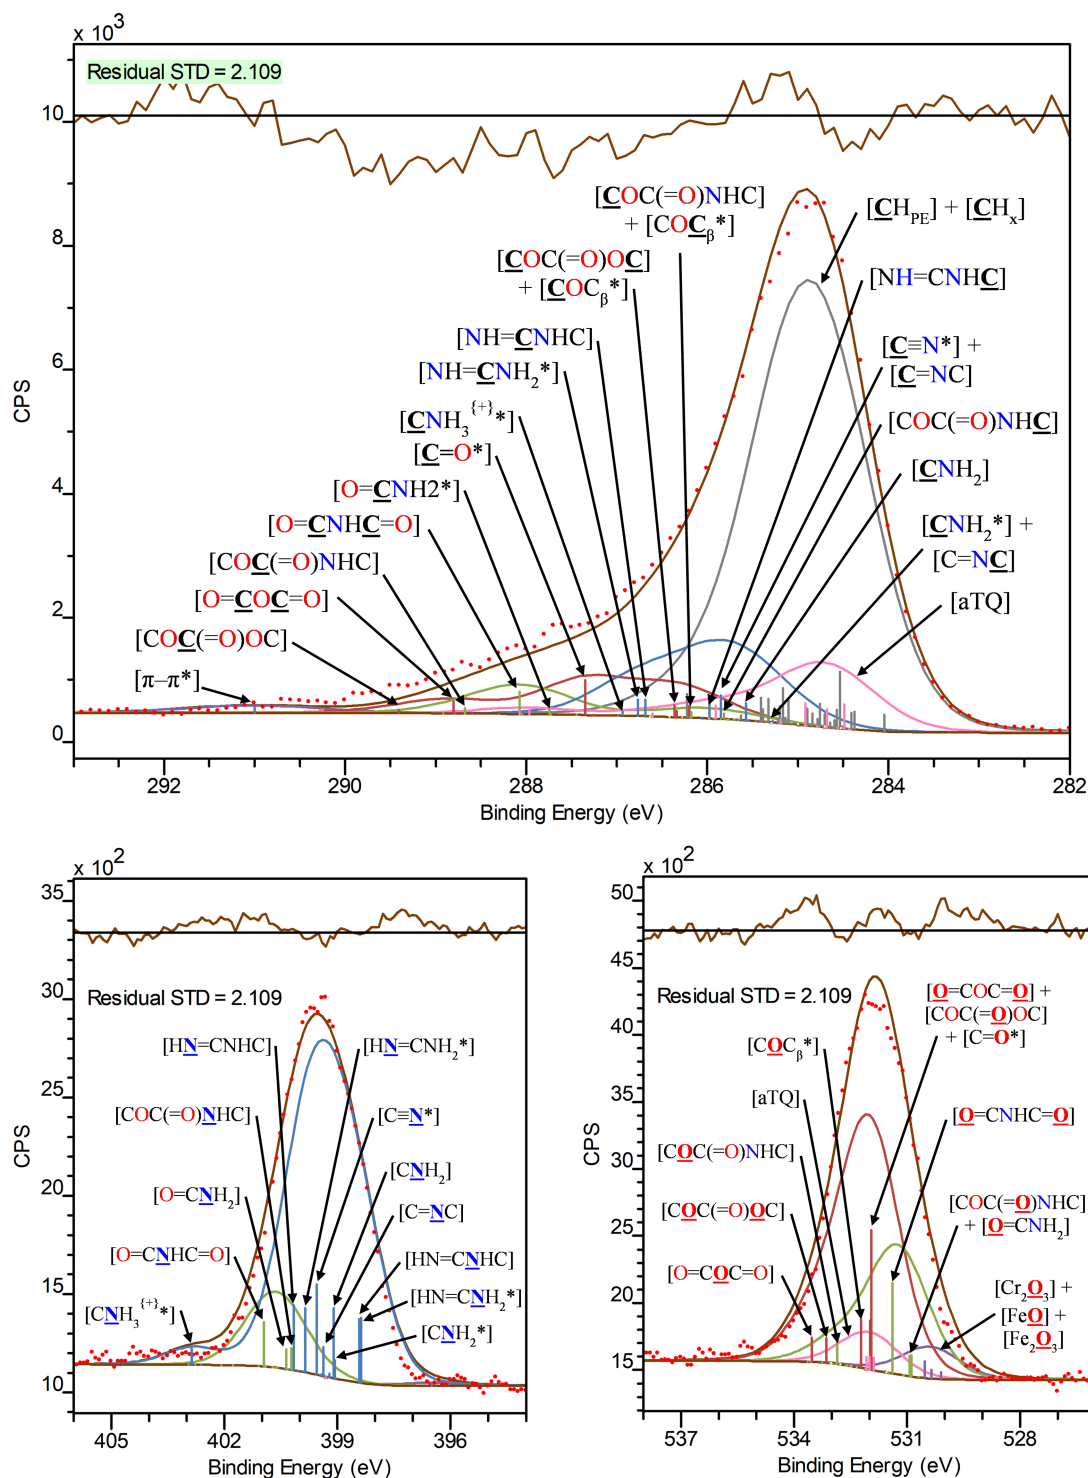 x 10³
Residual STD = 2.109
10
8
6
4
2
0
CPS
[COC(=O)NHC]
+ [COCβ*]
[CHPE] + [CHx]
[COC(=O)OC]
+ [COCβ*]
[NH=CNHC]
[NH=CNHC]
[NH=CNH₂*]
[C≡N*] +
[C=NC]
[CNH₃{+}*]
[COC(=O)NHC]
[C=O*]
[CNH₂]
[O=CNH2*]
[O=CNHC=O]
[CNH₂*] +
[C=NC]
[COC(=O)NHC]
[O=COC=O]
[aTQ]
[COC(=O)OC]
[π–π*]
292 290 288 286 284 282
Binding Energy (eV)
x 10²
35
30
25
20
15
10
CPS
Residual STD = 2.109
[HN=CNHC]
[HN=CNH₂*]
[COC(=O)NHC]
[C≡N*]
[CNH₂]
[O=CNH₂]
[C=NC]
[O=CNHC=O]
[HN=CNHC]
[HN=CNH₂*]
[CNH₃{+}*]
[CNH₂*]
405 402 399 396
Binding Energy (eV)
x 10²
50
45
40
35
30
25
20
15
CPS
Residual STD = 2.109
[O=COC=O] +
[COC(=O)OC]
+ [C=O*]
[COCβ*]
[aTQ]
[O=CNHC=O]
[COC(=O)NHC]
[COC(=O)OC]
[COC(=O)NHC]
+ [O=CNH₂]
[O=COC=O]
[Cr₂O₃] +
[FeO] +
[Fe₂O₃]
537 534 531 528
Binding Energy (eV)